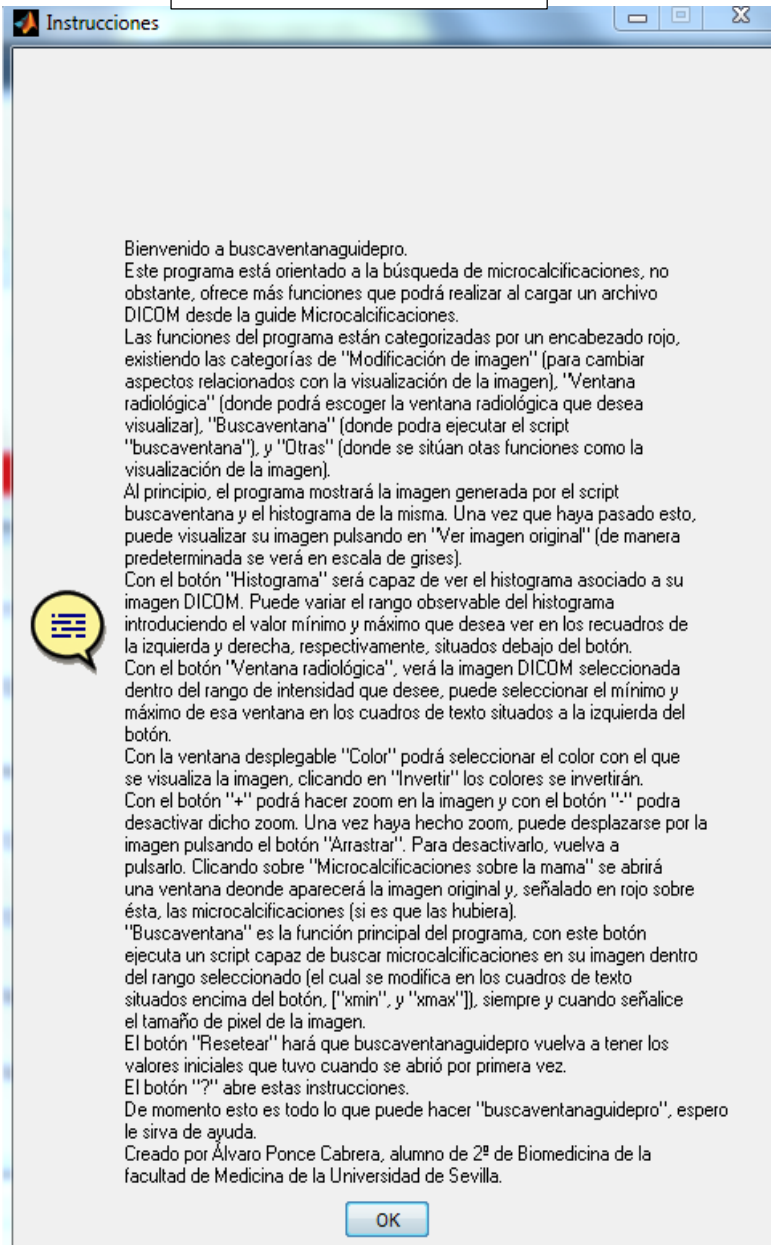 Instrucciones
Bienvenido a buscaventanaguidepro.
Este programa está orientado a la búsqueda de microcalcificaciones, no
obstante, ofrece más funciones que podrá realizar al cargar un archivo
DICOM desde la guide Microcalcificaciones.
Las funciones del programa están categorizadas por un encabezado rojo,
existiendo las categorías de "Modificación de imagen" (para cambiar
aspectos relacionados con la visualización de la imagen), "Ventana
radiológica" (donde podrá escoger la ventana radiológica que desea
visualizar), "Buscaventana" (donde podra ejecutar el script
"buscaventana"), y "Otras" (donde se sitúan otas funciones como la
visualización de la imagen).
Al principio, el programa mostrará la imagen generada por el script
buscaventana y el histograma de la misma. Una vez que haya pasado esto,
puede visualizar su imagen pulsando en "Ver imagen original" (de manera
predeterminada se verá en escala de grises).
Con el botón "Histograma" será capaz de ver el histograma asociado a su
imagen DICOM. Puede variar el rango observable del histograma
introduciendo el valor mínimo y máximo que desea ver en los recuadros de
la izquierda y derecha, respectivamente, situados debajo del botón.
Con el botón "Ventana radiológica", verá la imagen DICOM seleccionada
dentro del rango de intensidad que desee, puede seleccionar el mínimo y
máximo de esa ventana en los cuadros de texto situados a la izquierda del
botón.
Con la ventana desplegable "Color" podrá seleccionar el color con el que
se visualiza la imagen, clicando en "Invertir" los colores se invertirán.
Con el botón "+" podrá hacer zoom en la imagen y con el botón "-" podra
desactivar dicho zoom. Una vez haya hecho zoom, puede desplazarse por la
imagen pulsando el botón "Arrastrar". Para desactivarlo, vuelva a
pulsarlo. Clicando sobre "Microcalcificaciones sobre la mama" se abrirá
una ventana deonde aparecerá la imagen original y, señalado en rojo sobre
ésta, las microcalcificaciones (si es que las hubiera).
"Buscaventana" es la función principal del programa, con este botón
ejecuta un script capaz de buscar microcalcificaciones en su imagen dentro
del rango seleccionado (el cual se modifica en los cuadros de texto
situados encima del botón, ["xmin", y "xmax"]), siempre y cuando señalice
el tamaño de pixel de la imagen.
El botón "Resetear" hará que buscaventanaguidepro vuelva a tener los
valores iniciales que tuvo cuando se abrió por primera vez.
El botón "?" abre estas instrucciones.
De momento esto es todo lo que puede hacer "buscaventanaguidepro", espero
le sirva de ayuda.
Creado por Álvaro Ponce Cabrera, alumno de 2º de Biomedicina de la
facultad de Medicina de la Universidad de Sevilla.
OK